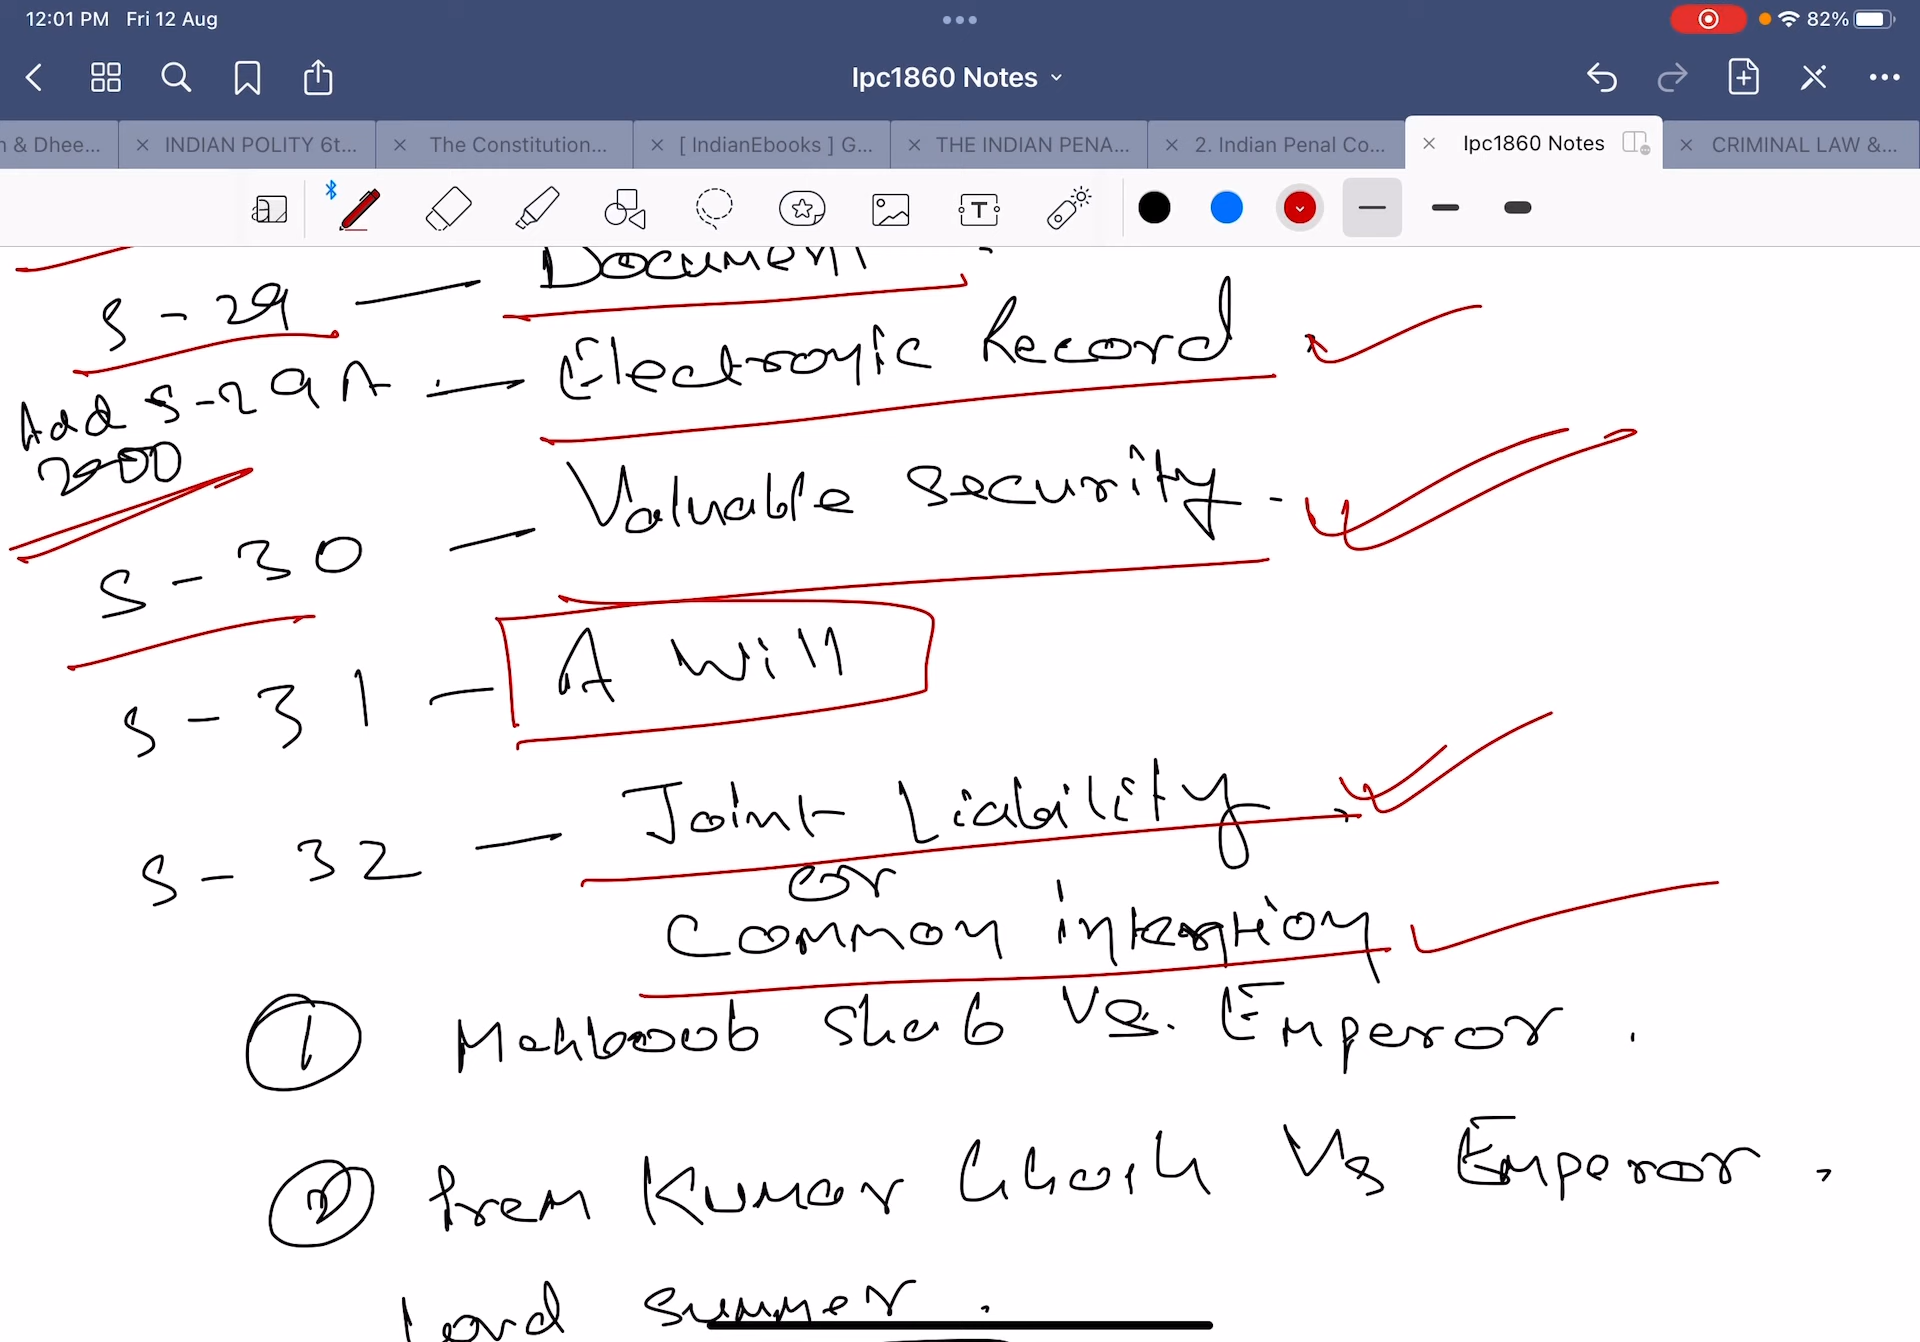 12:01 PM Fri 12 Aug
82%
Ipc1860 Notes
n & Dhee...
INDIAN POLITY 6t...
The Constitution...
[ IndianEbooks ] G...
THE INDIAN PENA...
2. Indian Penal Co...
Ipc1860 Notes
CRIMINAL LAW &...
S - 29 — Document.
Add S-29A — Electronic Record
2000
S - 30 — Valuable security -
S - 31 — A Will
S - 32 — Joint Liability
or
Common intention
1 Mehboob Shab Vs. Emperor.
2 Prem Kumar Ghosh Vs Emperor.
Lord summer.